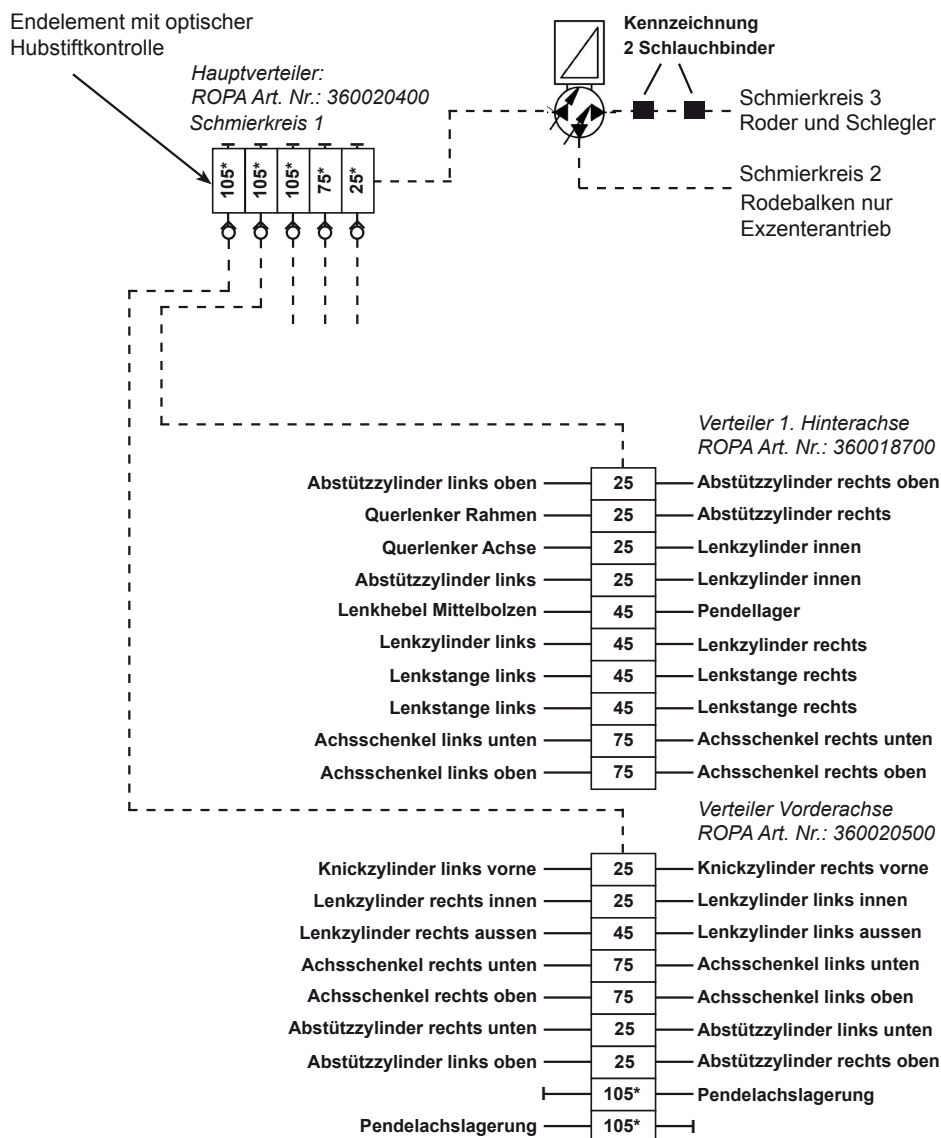 Endelement mit optischer
Hubstiftkontrolle
Hauptverteiler:
ROPA Art. Nr.: 360020400
Schmierkreis 1
105* 105* 105* 75* 25*
Kennzeichnung
2 Schlauchbinder
Schmierkreis 3
Roder und Schlegler
Schmierkreis 2
Rodebalken nur
Exzenterantrieb
Verteiler 1. Hinterachse
ROPA Art. Nr.: 360018700
Abstützzylinder links oben 25 Abstützzylinder rechts oben
Querlenker Rahmen 25 Abstützzylinder rechts
Querlenker Achse 25 Lenkzylinder innen
Abstützzylinder links 25 Lenkzylinder innen
Lenkhebel Mittelbolzen 45 Pendellager
Lenkzylinder links 45 Lenkzylinder rechts
Lenkstange links 45 Lenkstange rechts
Lenkstange links 45 Lenkstange rechts
Achsschenkel links unten 75 Achsschenkel rechts unten
Achsschenkel links oben 75 Achsschenkel rechts oben
Verteiler Vorderachse
ROPA Art. Nr.: 360020500
Knickzylinder links vorne 25 Knickzylinder rechts vorne
Lenkzylinder rechts innen 25 Lenkzylinder links innen
Lenkzylinder rechts aussen 45 Lenkzylinder links aussen
Achsschenkel rechts unten 75 Achsschenkel links unten
Achsschenkel rechts oben 75 Achsschenkel links oben
Abstützzylinder rechts unten 25 Abstützzylinder links unten
Abstützzylinder links oben 25 Abstützzylinder rechts oben
105* Pendelachslagerung
Pendelachslagerung 105*